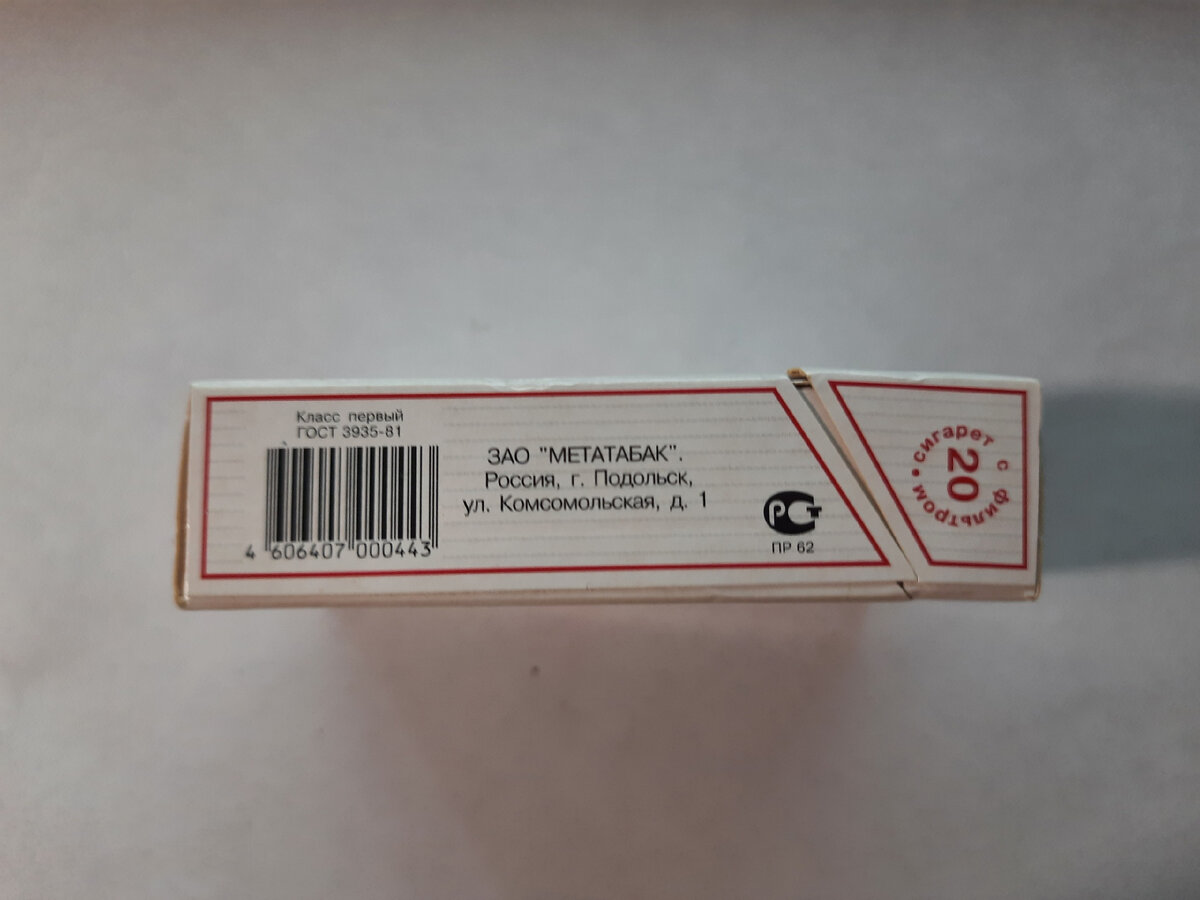 Класс первый
ГОСТ 3935-81
4 606407 000443
ЗАО "МЕТАТАБАК".
Россия, г. Подольск,
ул. Комсомольская, д. 1
РСТ
ПР 62
сигарет с фильтром •
20